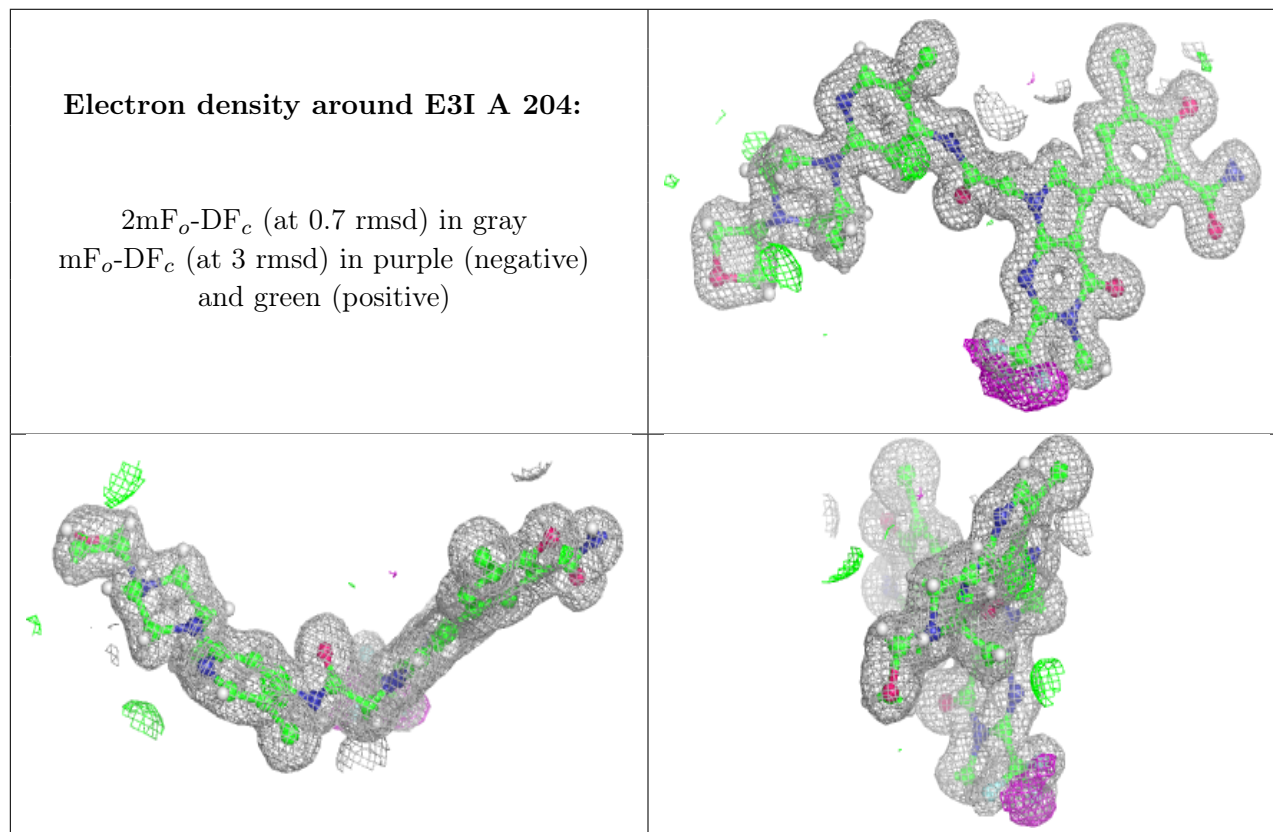 Electron density around E3I A 204:
2mFo-DFc (at 0.7 rmsd) in gray
mFo-DFc (at 3 rmsd) in purple (negative)
and green (positive)